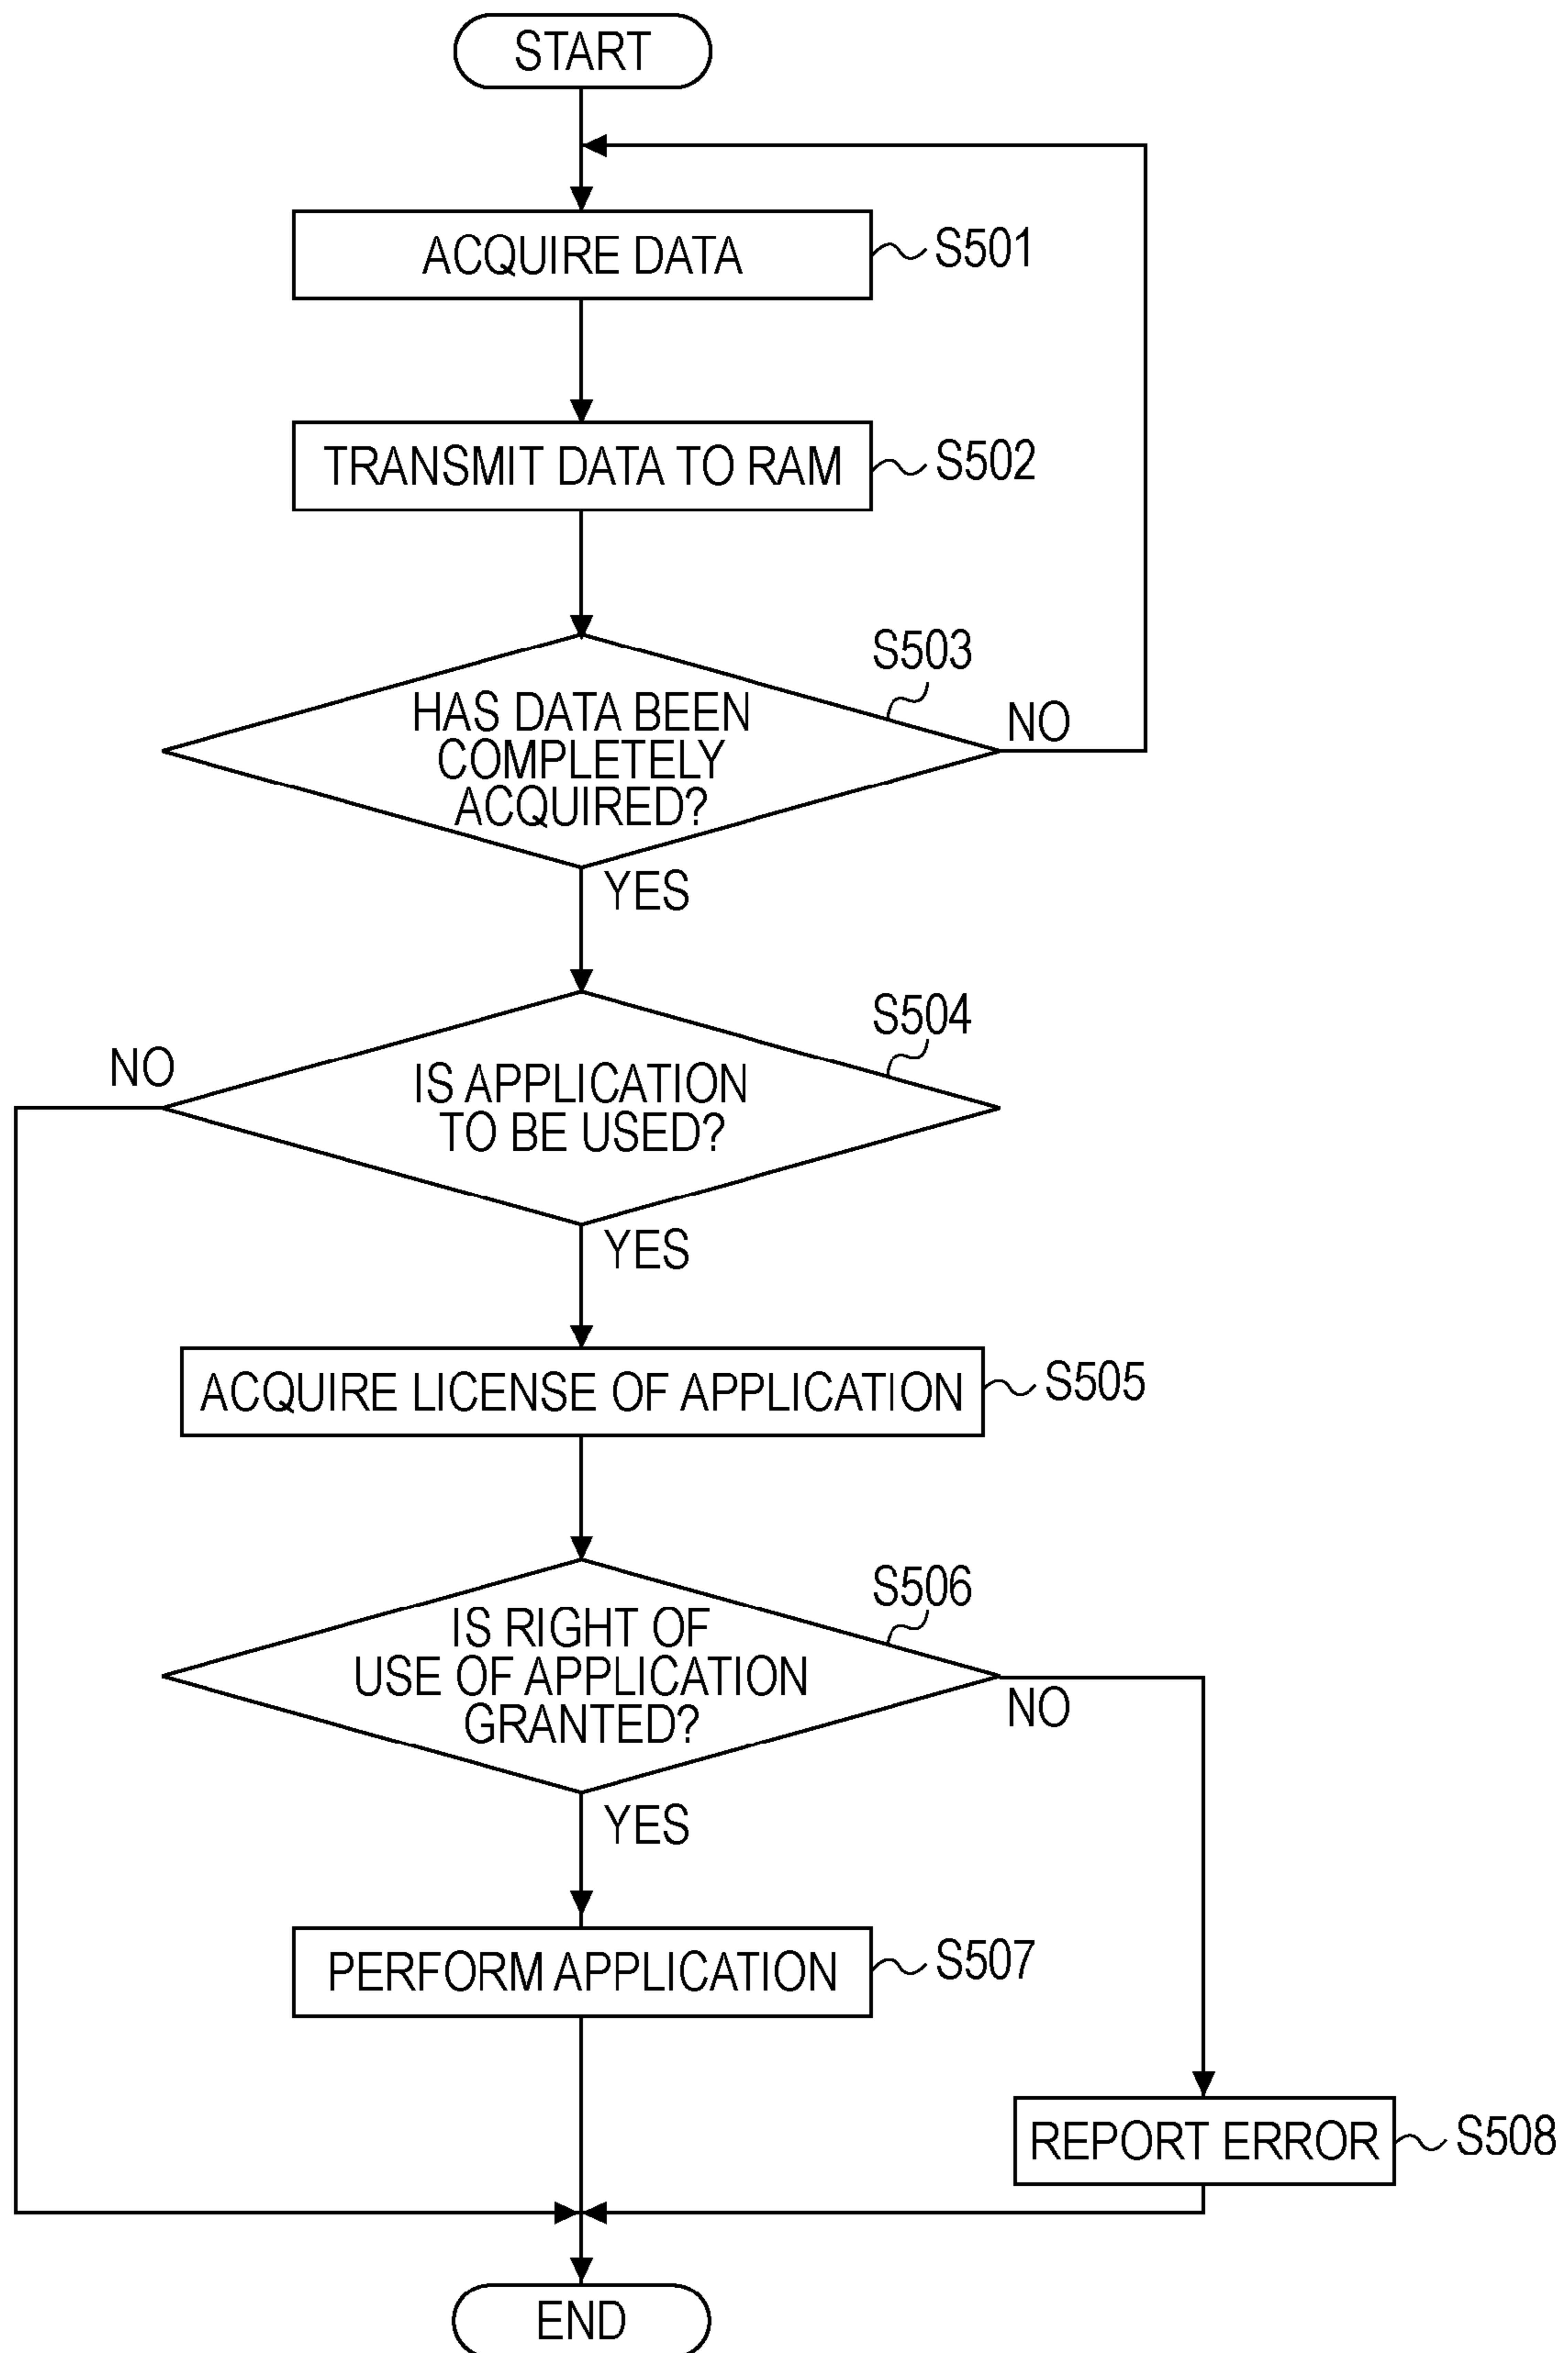 START
ACQUIRE DATA
S501
TRANSMIT DATA TO RAM
S502
S503
HAS DATA BEEN
COMPLETELY
ACQUIRED?
NO
YES
S504
NO
IS APPLICATION
TO BE USED?
YES
ACQUIRE LICENSE OF APPLICATION
S505
S506
IS RIGHT OF
USE OF APPLICATION
GRANTED?
NO
YES
PERFORM APPLICATION
S507
REPORT ERROR
S508
END